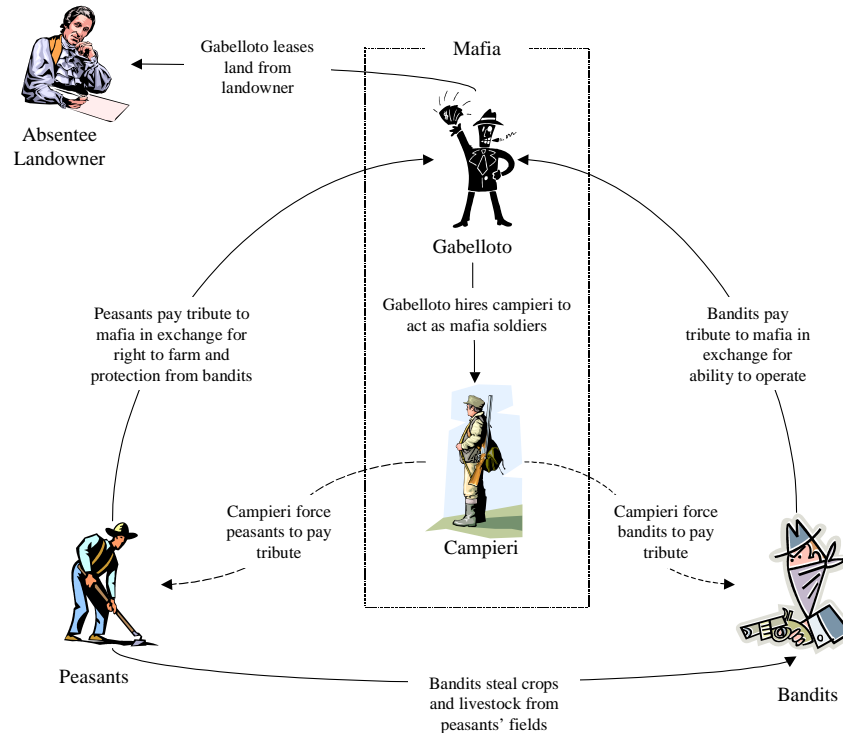 Gabelloto leases
land from
landowner
Mafia
Absentee
Landowner
Gabelloto
Peasants pay tribute to
mafia in exchange for
right to farm and
protection from bandits
Gabelloto hires campieri to
act as mafia soldiers
Bandits pay
tribute to mafia in
exchange for
ability to operate
Campieri force
peasants to pay
tribute
Campieri
Campieri force
bandits to pay
tribute
Peasants
Bandits steal crops
and livestock from
peasants' fields
Bandits